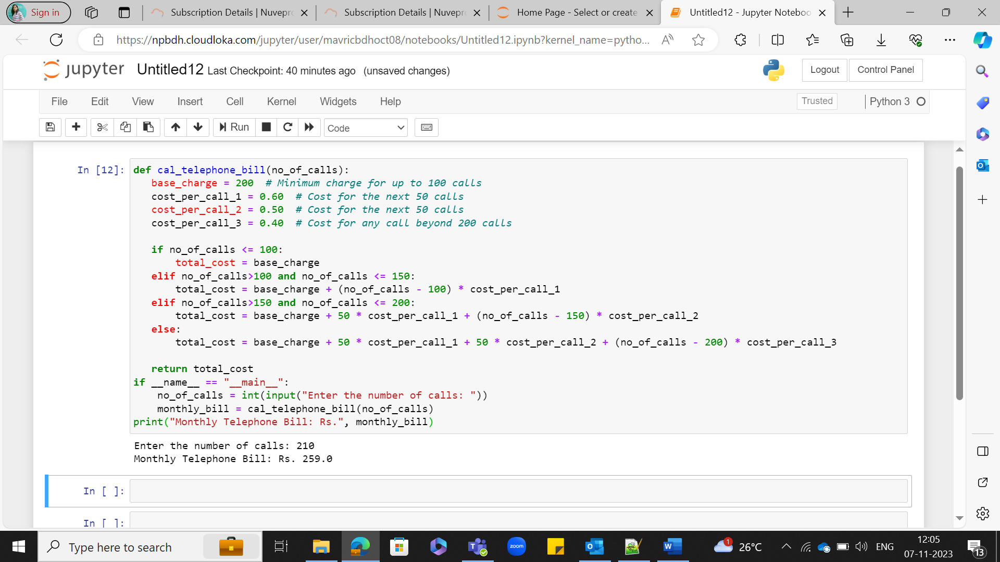 Sign in
Subscription Details | Nuvepr
Subscription Details | Nuvepr
Home Page - Select or create
Untitled12 - Jupyter Noteboo
https://npbdh.cloudloka.com/jupyter/user/mavricbdhoct08/notebooks/Untitled12.ipynb?kernel_name=pytho...
jupyter Untitled12 Last Checkpoint: 40 minutes ago (unsaved changes)
Logout
Control Panel
File Edit View Insert Cell Kernel Widgets Help
Trusted
Python 3
Run
Code
In [12]:
def cal_telephone_bill(no_of_calls):
   base_charge = 200  # Minimum charge for up to 100 calls
   cost_per_call_1 = 0.60  # Cost for the next 50 calls
   cost_per_call_2 = 0.50  # Cost for the next 50 calls
   cost_per_call_3 = 0.40  # Cost for any call beyond 200 calls

   if no_of_calls <= 100:
       total_cost = base_charge
   elif no_of_calls>100 and no_of_calls <= 150:
       total_cost = base_charge + (no_of_calls - 100) * cost_per_call_1
   elif no_of_calls>150 and no_of_calls <= 200:
       total_cost = base_charge + 50 * cost_per_call_1 + (no_of_calls - 150) * cost_per_call_2
   else:
       total_cost = base_charge + 50 * cost_per_call_1 + 50 * cost_per_call_2 + (no_of_calls - 200) * cost_per_call_3

   return total_cost
if __name__ == "__main__":
    no_of_calls = int(input("Enter the number of calls: "))
    monthly_bill = cal_telephone_bill(no_of_calls)
print("Monthly Telephone Bill: Rs.", monthly_bill)
Enter the number of calls: 210
Monthly Telephone Bill: Rs. 259.0
In [ ]:
In [ ]:
Type here to search
zoom
1
26°C
ENG
12:05
07-11-2023
13